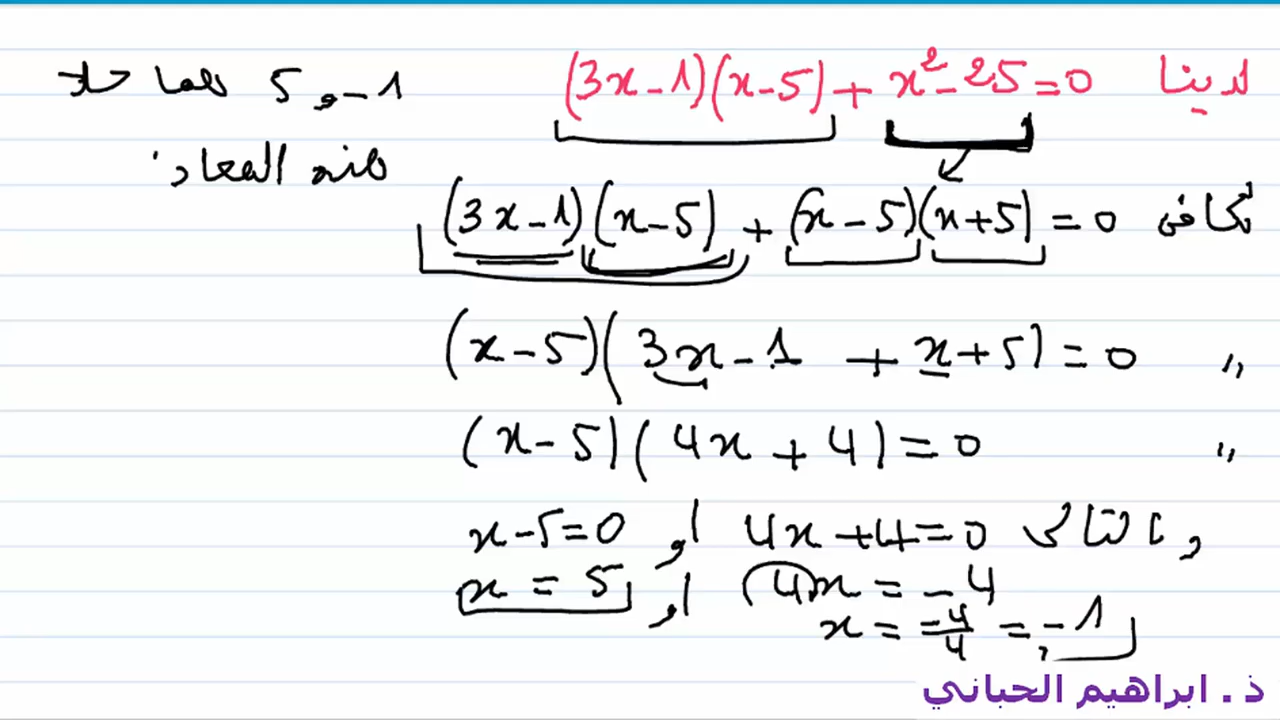 لدينا (3x-1)(x-5)+x²-25=0
تكافئ (3x-1)(x-5)+(x-5)(x+5)=0
(x-5)(3x-1+x+5)=0 "
(x-5)(4x+4)=0 "
وبالتالي 4x+4=0 أو x-5=0
4x=-4 أو x=5
x=-4/4=-1
-1 و 5 هما حلا
هذه المعاد
ذ. ابراهيم الحباني